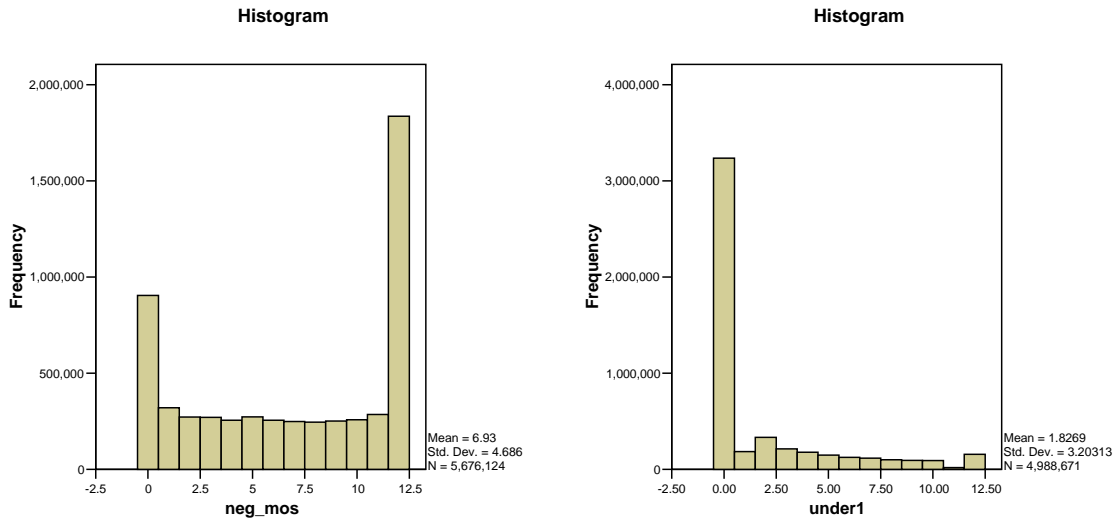 Histogram
2,000,000
1,500,000
1,000,000
500,000
0
Frequency
-2.5 0 2.5 5 7.5 10 12.5
neg_mos
Mean = 6.93
Std. Dev. = 4.686
N = 5,676,124
Histogram
4,000,000
3,000,000
2,000,000
1,000,000
0
Frequency
-2.50 0.00 2.50 5.00 7.50 10.00 12.50
under1
Mean = 1.8269
Std. Dev. = 3.20313
N = 4,988,671